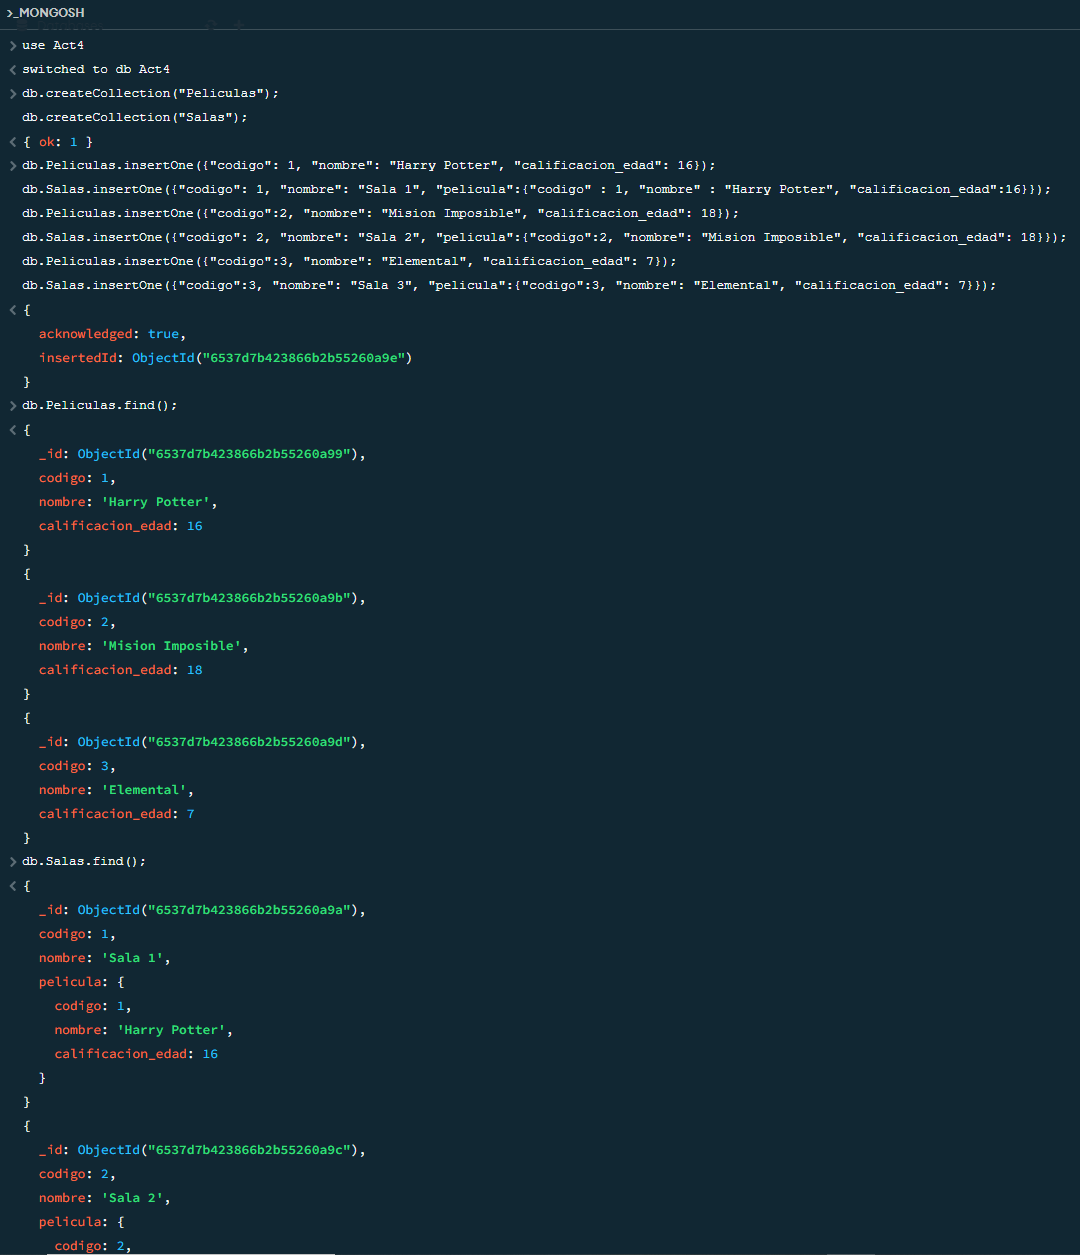 >_MONGOSH
> use Act4
< switched to db Act4
> db.createCollection("Peliculas");
db.createCollection("Salas");
< { ok: 1 }
> db.Peliculas.insertOne({"codigo": 1, "nombre": "Harry Potter", "calificacion_edad": 16});
db.Salas.insertOne({"codigo": 1, "nombre": "Sala 1", "pelicula":{"codigo" : 1, "nombre" : "Harry Potter", "calificacion_edad":16}});
db.Peliculas.insertOne({"codigo":2, "nombre": "Mision Imposible", "calificacion_edad": 18});
db.Salas.insertOne({"codigo": 2, "nombre": "Sala 2", "pelicula":{"codigo":2, "nombre": "Mision Imposible", "calificacion_edad": 18}});
db.Peliculas.insertOne({"codigo":3, "nombre": "Elemental", "calificacion_edad": 7});
db.Salas.insertOne({"codigo":3, "nombre": "Sala 3", "pelicula":{"codigo":3, "nombre": "Elemental", "calificacion_edad": 7}});
< {
acknowledged: true,
insertedId: ObjectId("6537d7b423866b2b55260a9e")
}
> db.Peliculas.find();
< {
_id: ObjectId("6537d7b423866b2b55260a99"),
codigo: 1,
nombre: 'Harry Potter',
calificacion_edad: 16
}
{
_id: ObjectId("6537d7b423866b2b55260a9b"),
codigo: 2,
nombre: 'Mision Imposible',
calificacion_edad: 18
}
{
_id: ObjectId("6537d7b423866b2b55260a9d"),
codigo: 3,
nombre: 'Elemental',
calificacion_edad: 7
}
> db.Salas.find();
< {
_id: ObjectId("6537d7b423866b2b55260a9a"),
codigo: 1,
nombre: 'Sala 1',
pelicula: {
codigo: 1,
nombre: 'Harry Potter',
calificacion_edad: 16
}
}
{
_id: ObjectId("6537d7b423866b2b55260a9c"),
codigo: 2,
nombre: 'Sala 2',
pelicula: {
codigo: 2,